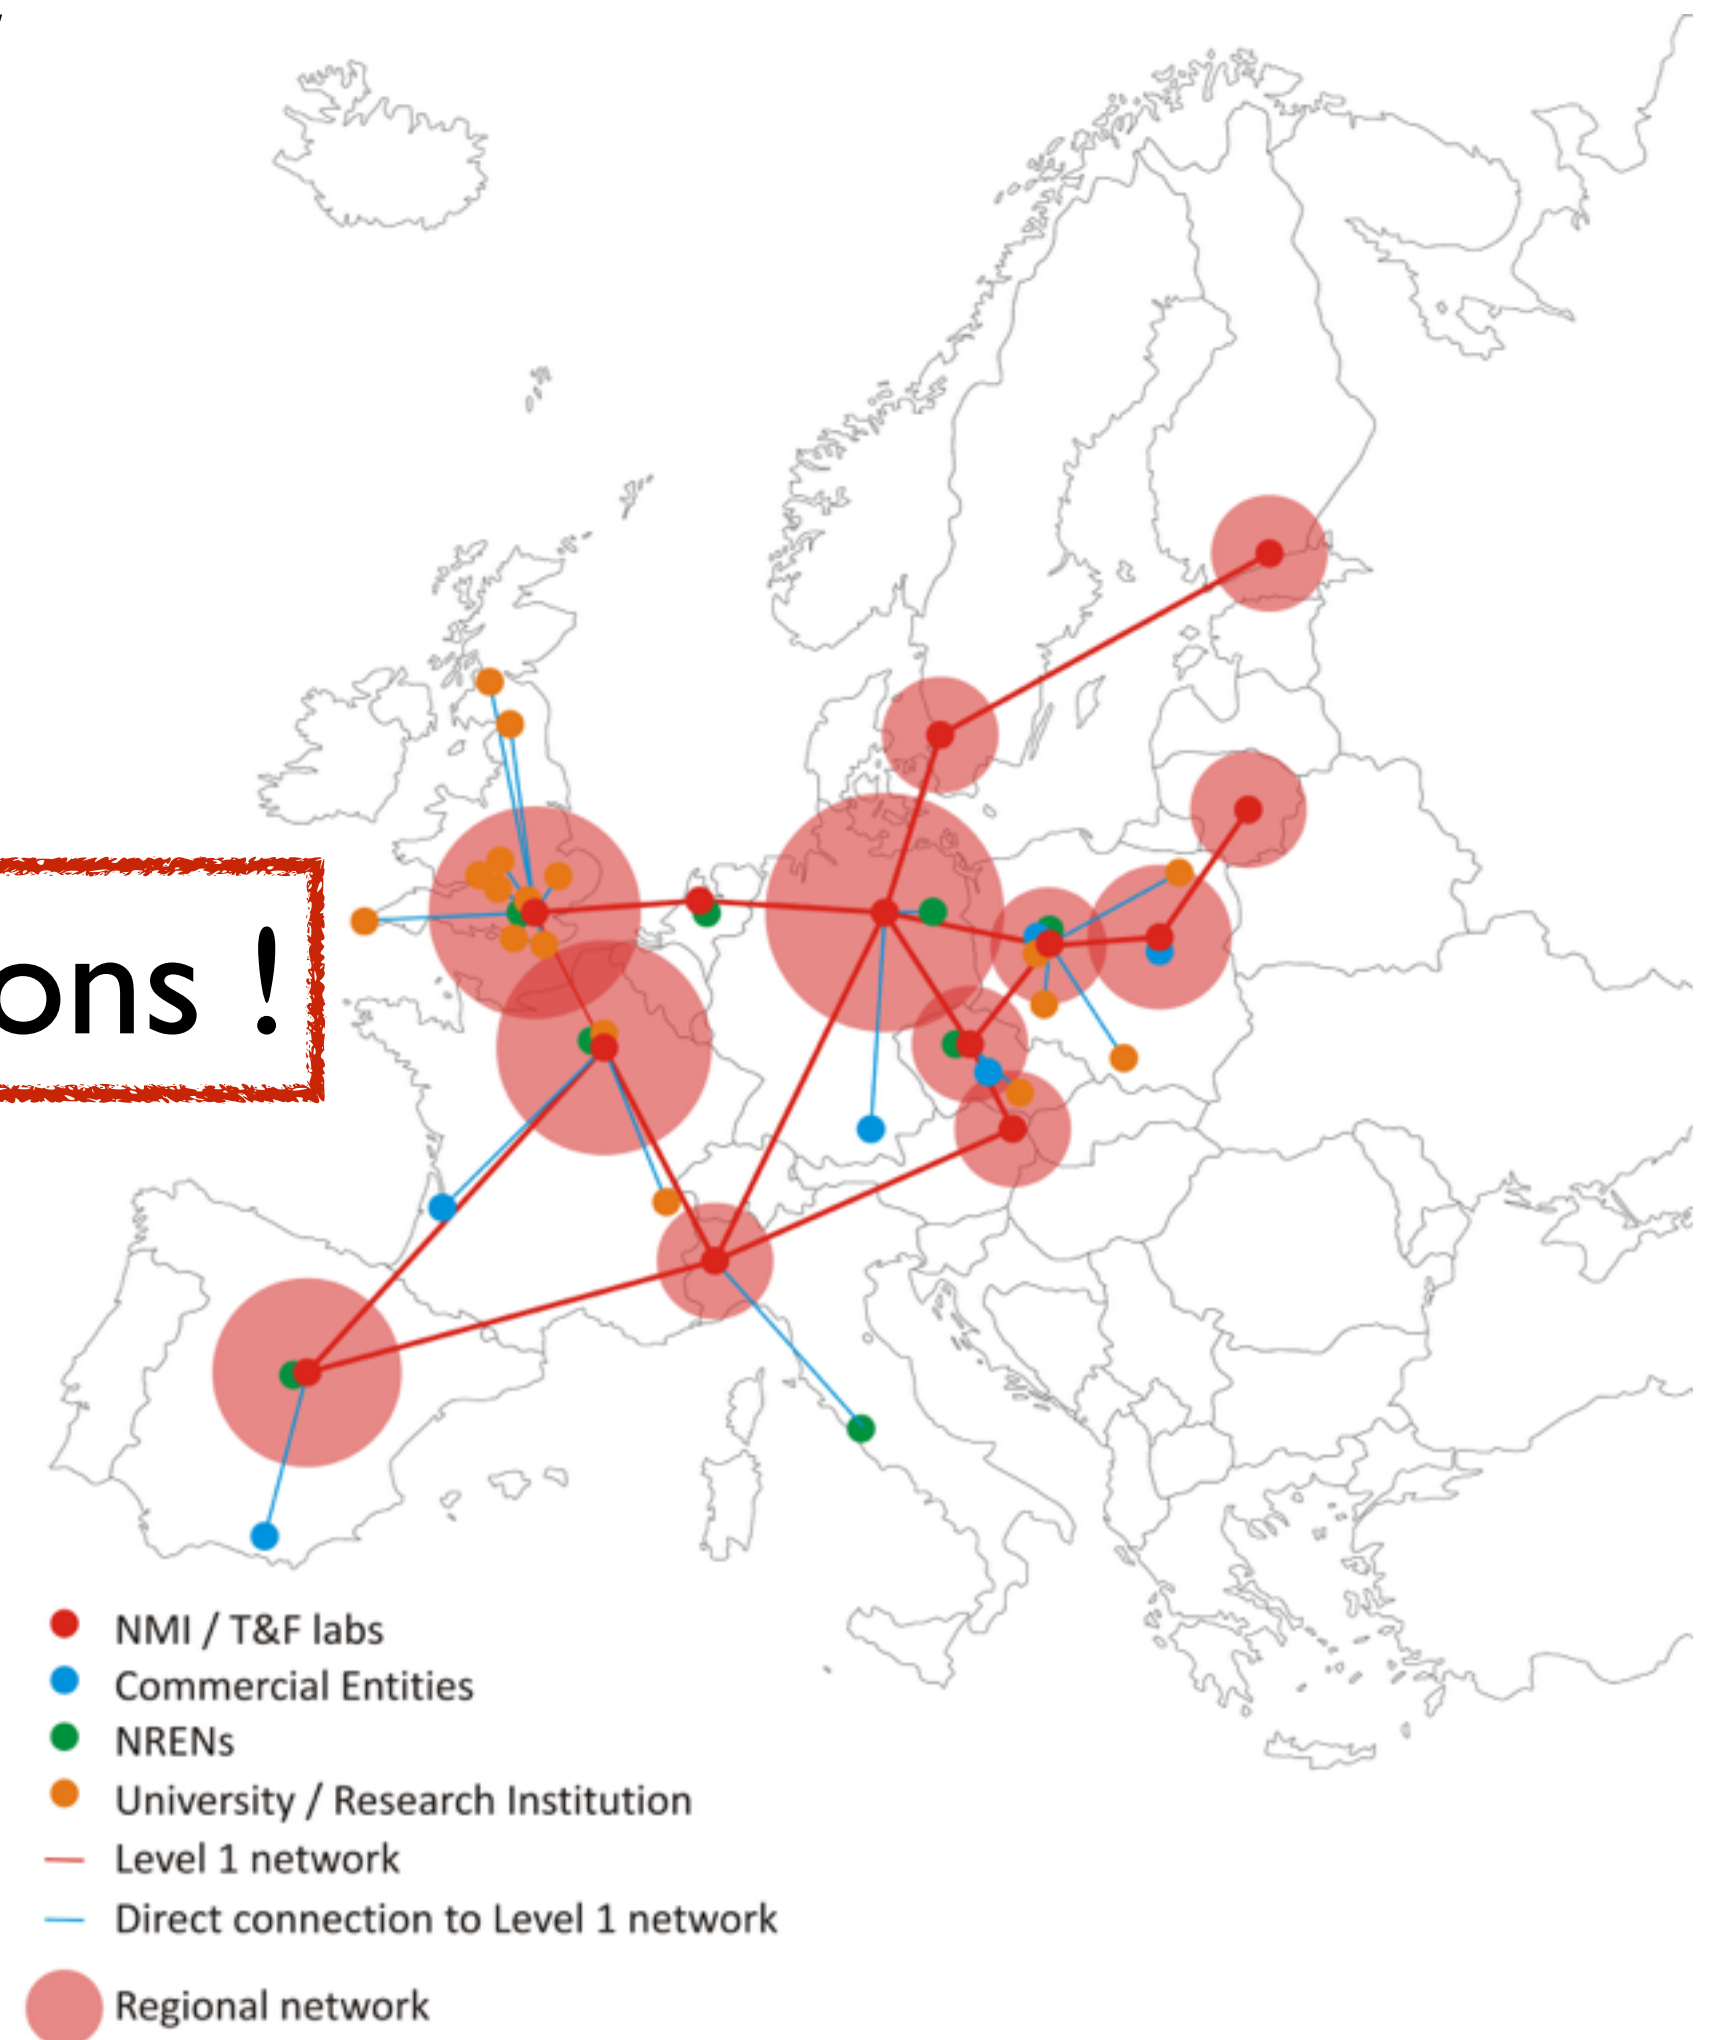 ons !
NMI / T&F labs
Commercial Entities
NRENs
University / Research Institution
Level 1 network
Direct connection to Level 1 network
Regional network